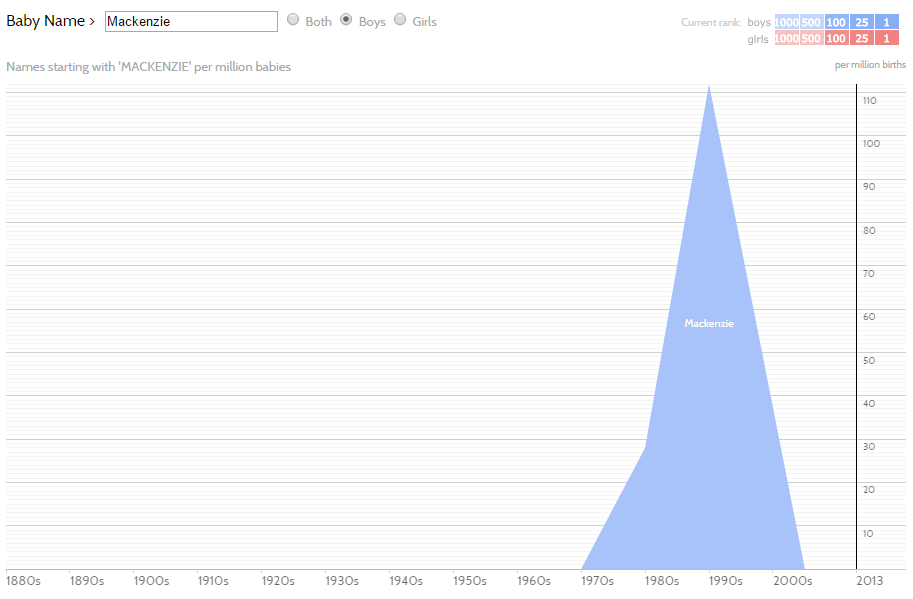 Baby Name > Mackenzie Both Boys Girls
Current rank: boys 1000 500 100 25 1
girls 1000 500 100 25 1
Names starting with 'MACKENZIE' per million babies
per million births
110
100
90
80
70
60
Mackenzie
50
40
30
20
10
1880s 1890s 1900s 1910s 1920s 1930s 1940s 1950s 1960s 1970s 1980s 1990s 2000s 2013